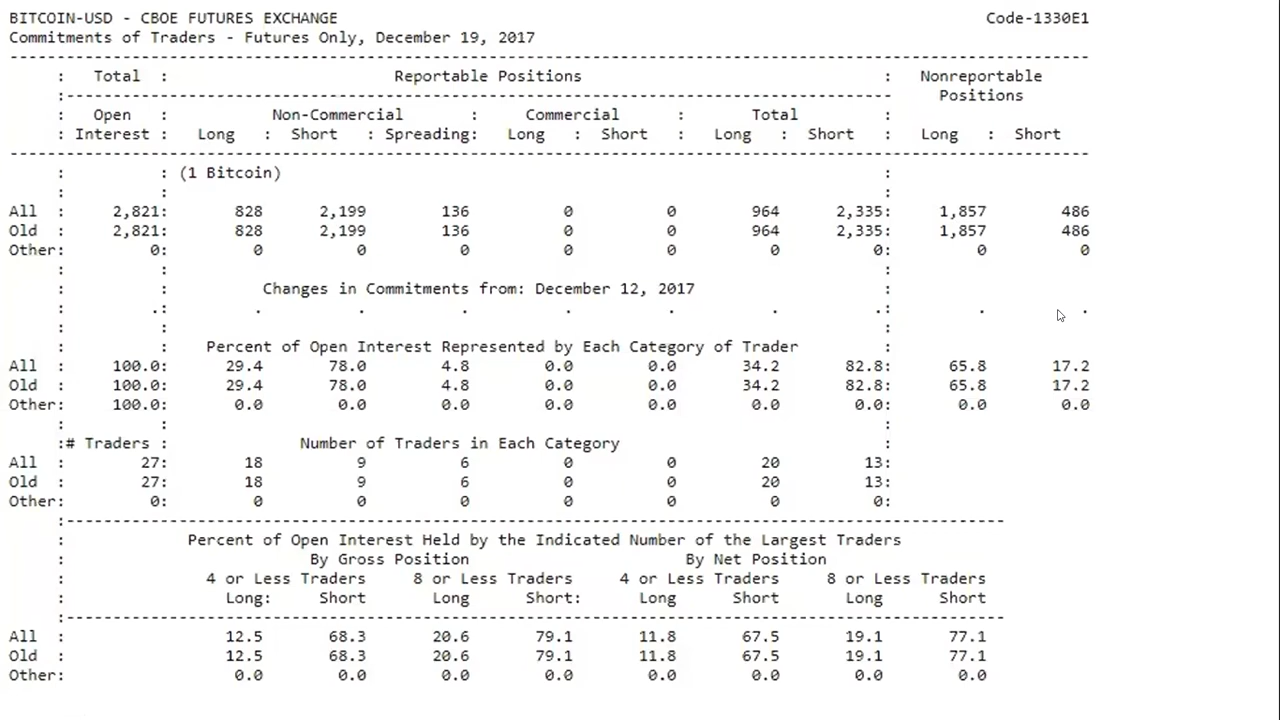 BITCOIN-USD - CBOE FUTURES EXCHANGE Code-1330E1
Commitments of Traders - Futures Only, December 19, 2017
-----------------------------------------------------------------------------------------------------------------
: Total : Reportable Positions : Nonreportable
:-------------------------------------------------------------------------------------- Positions
: Open : Non-Commercial : Commercial : Total :
: Interest : Long : Short : Spreading: Long : Short : Long : Short : Long : Short
-----------------------------------------------------------------------------------------------------------------
: : (1 Bitcoin) :
: : :
All : 2,821: 828 2,199 136 0 0 964 2,335: 1,857 486
Old : 2,821: 828 2,199 136 0 0 964 2,335: 1,857 486
Other: 0: 0 0 0 0 0 0 0: 0 0
: : :
: : Changes in Commitments from: December 12, 2017 :
: .: . . . . . . .: . .
: : :
: : Percent of Open Interest Represented by Each Category of Trader :
All : 100.0: 29.4 78.0 4.8 0.0 0.0 34.2 82.8: 65.8 17.2
Old : 100.0: 29.4 78.0 4.8 0.0 0.0 34.2 82.8: 65.8 17.2
Other: 100.0: 0.0 0.0 0.0 0.0 0.0 0.0 0.0: 0.0 0.0
: : :
:# Traders : Number of Traders in Each Category :
All : 27: 18 9 6 0 0 20 13:
Old : 27: 18 9 6 0 0 20 13:
Other: 0: 0 0 0 0 0 0 0:
:--------------------------------------------------------------------------------------------------
: Percent of Open Interest Held by the Indicated Number of the Largest Traders
: By Gross Position By Net Position
: 4 or Less Traders 8 or Less Traders 4 or Less Traders 8 or Less Traders
: Long: Short Long Short: Long Short Long Short
:--------------------------------------------------------------------------------------------------
All : 12.5 68.3 20.6 79.1 11.8 67.5 19.1 77.1
Old : 12.5 68.3 20.6 79.1 11.8 67.5 19.1 77.1
Other: 0.0 0.0 0.0 0.0 0.0 0.0 0.0 0.0